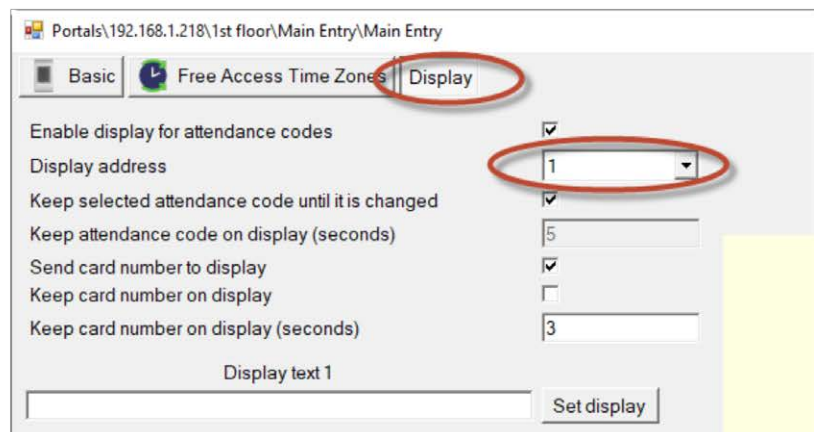 Portals\192.168.1.218\1st floor\Main Entry\Main Entry
Basic Free Access Time Zones Display
Enable display for attendance codes
Display address 1
Keep selected attendance code until it is changed
Keep attendance code on display (seconds) 5
Send card number to display
Keep card number on display
Keep card number on display (seconds) 3
Display text 1
Set display